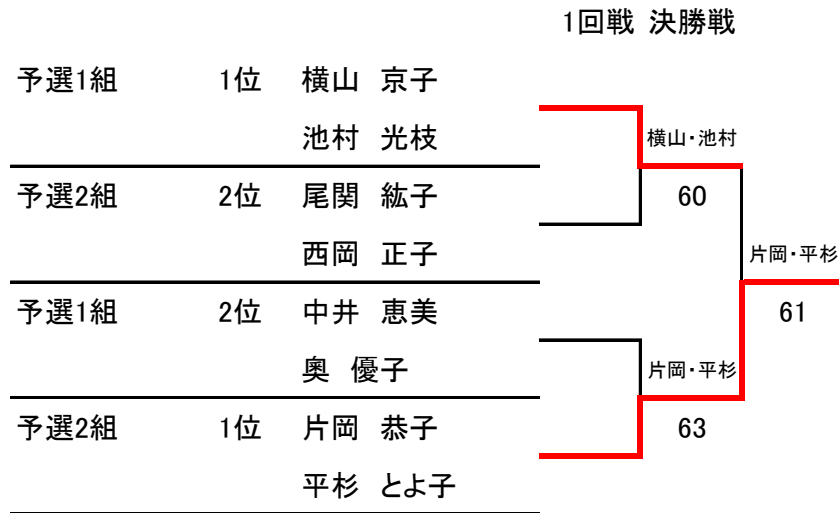 1回戦 決勝戦
予選1組 1位 横山 京子
池村 光枝
横山・池村
予選2組 2位 尾関 紘子
60
西岡 正子
片岡・平杉
予選1組 2位 中井 恵美
61
奥 優子
片岡・平杉
予選2組 1位 片岡 恭子
63
平杉 とよ子